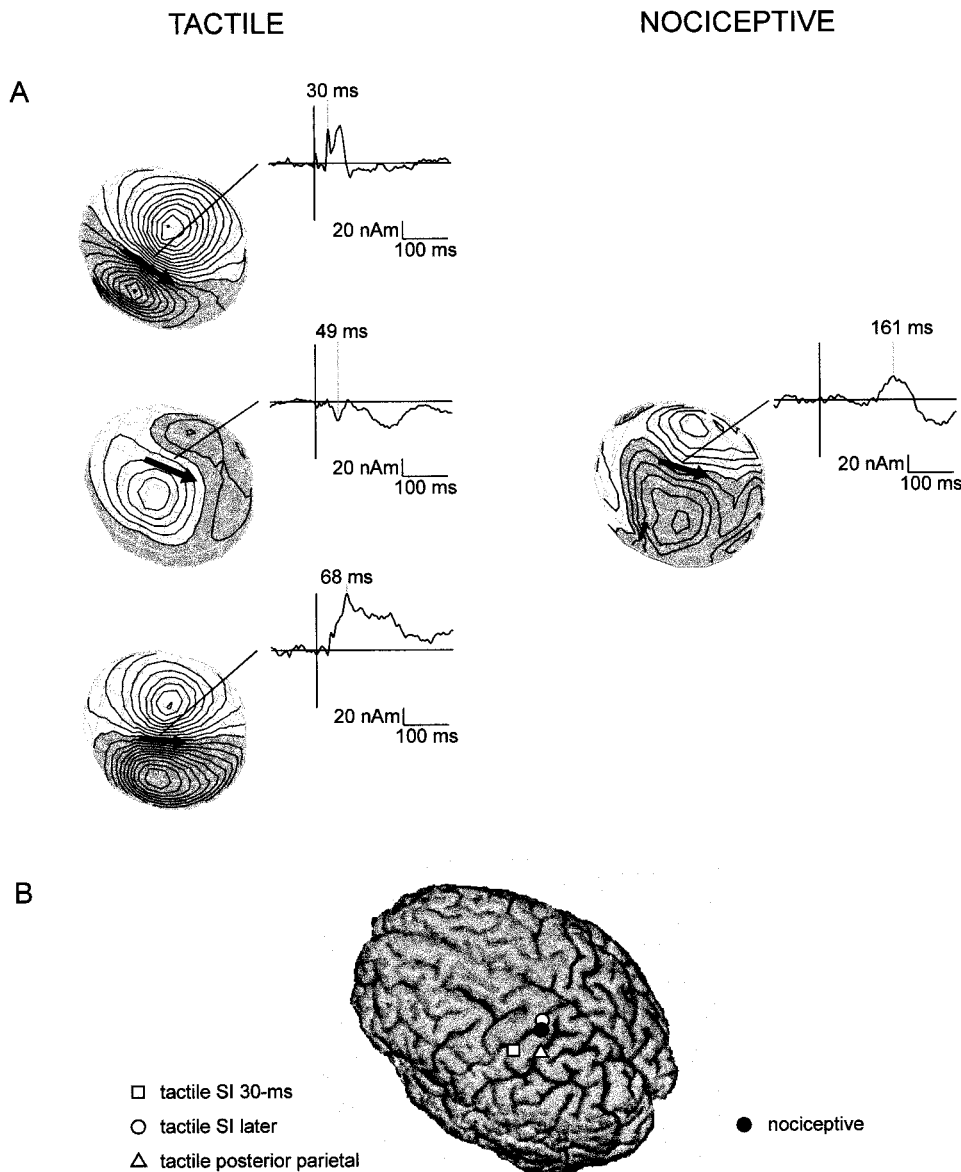 TACTILE
NOCICEPTIVE
A
30 ms
20 nAm
100 ms
49 ms
20 nAm
100 ms
161 ms
20 nAm
100 ms
68 ms
20 nAm
100 ms
B
tactile SI 30-ms
tactile SI later
tactile posterior parietal
nociceptive